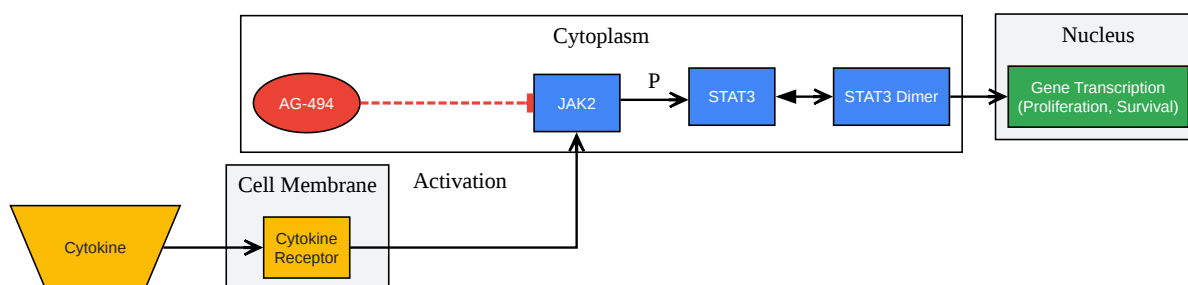 Cytoplasm
Nucleus
AG-494
JAK2
P
STAT3
STAT3 Dimer
Gene Transcription
(Proliferation, Survival)
Cell Membrane
Activation
Cytokine
Cytokine
Receptor